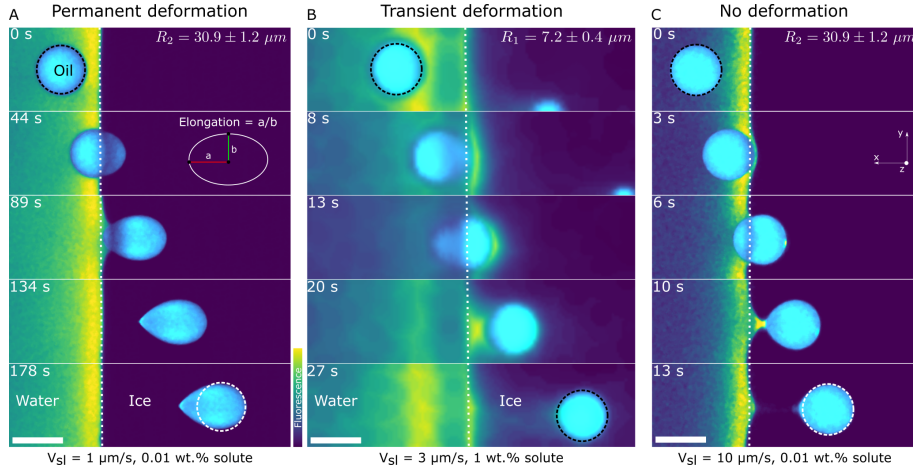 A Permanent deformation
0 s
R₂ = 30.9 ± 1.2 μm
Oil
44 s
Elongation = a/b
a
b
89 s
134 s
178 s
Water
Ice
V_Sl = 1 μm/s, 0.01 wt.% solute
Fluorescence
B Transient deformation
0 s
R₁ = 7.2 ± 0.4 μm
8 s
13 s
20 s
27 s
Water
Ice
V_Sl = 3 μm/s, 1 wt.% solute
C No deformation
0 s
R₂ = 30.9 ± 1.2 μm
3 s
y
x
z
6 s
10 s
13 s
V_Sl = 10 μm/s, 0.01 wt.% solute